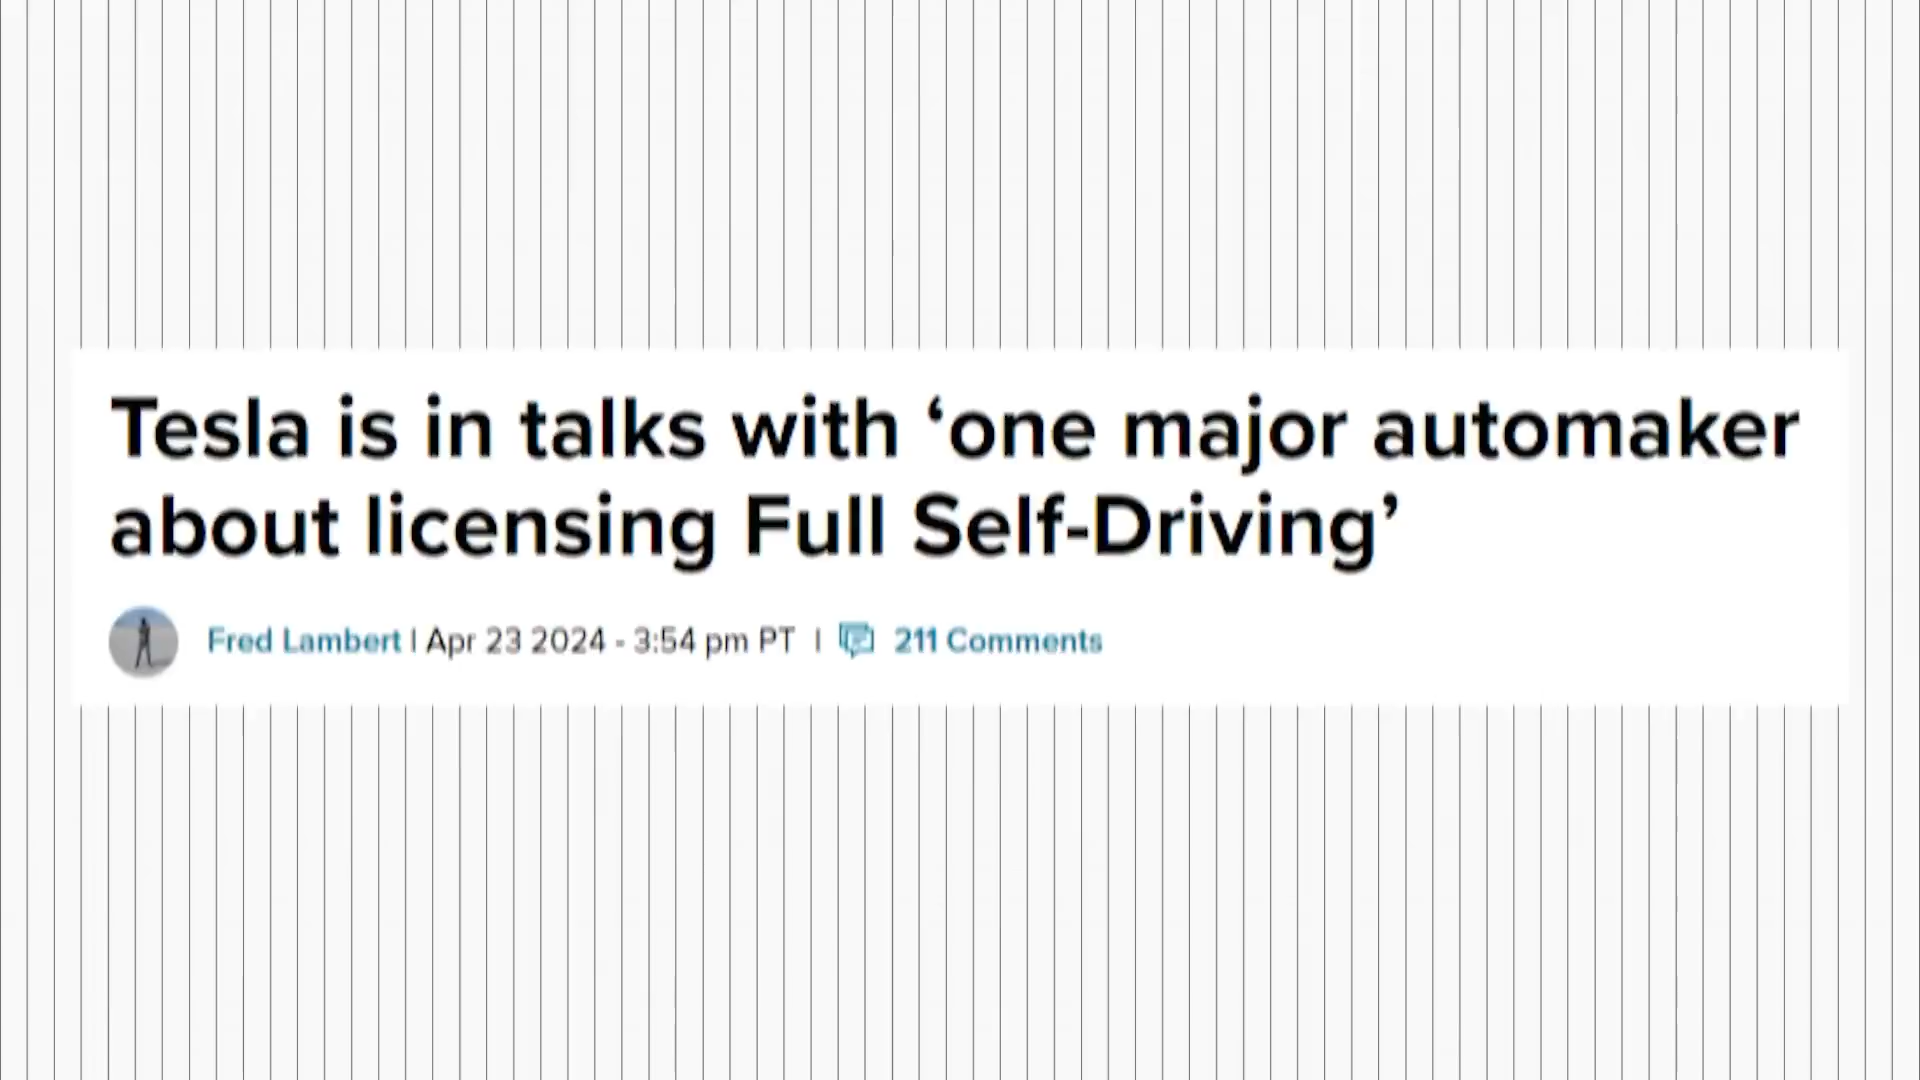 Tesla is in talks with ‘one major automaker
about licensing Full Self-Driving’
Fred Lambert | Apr 23 2024 - 3:54 pm PT | 211 Comments